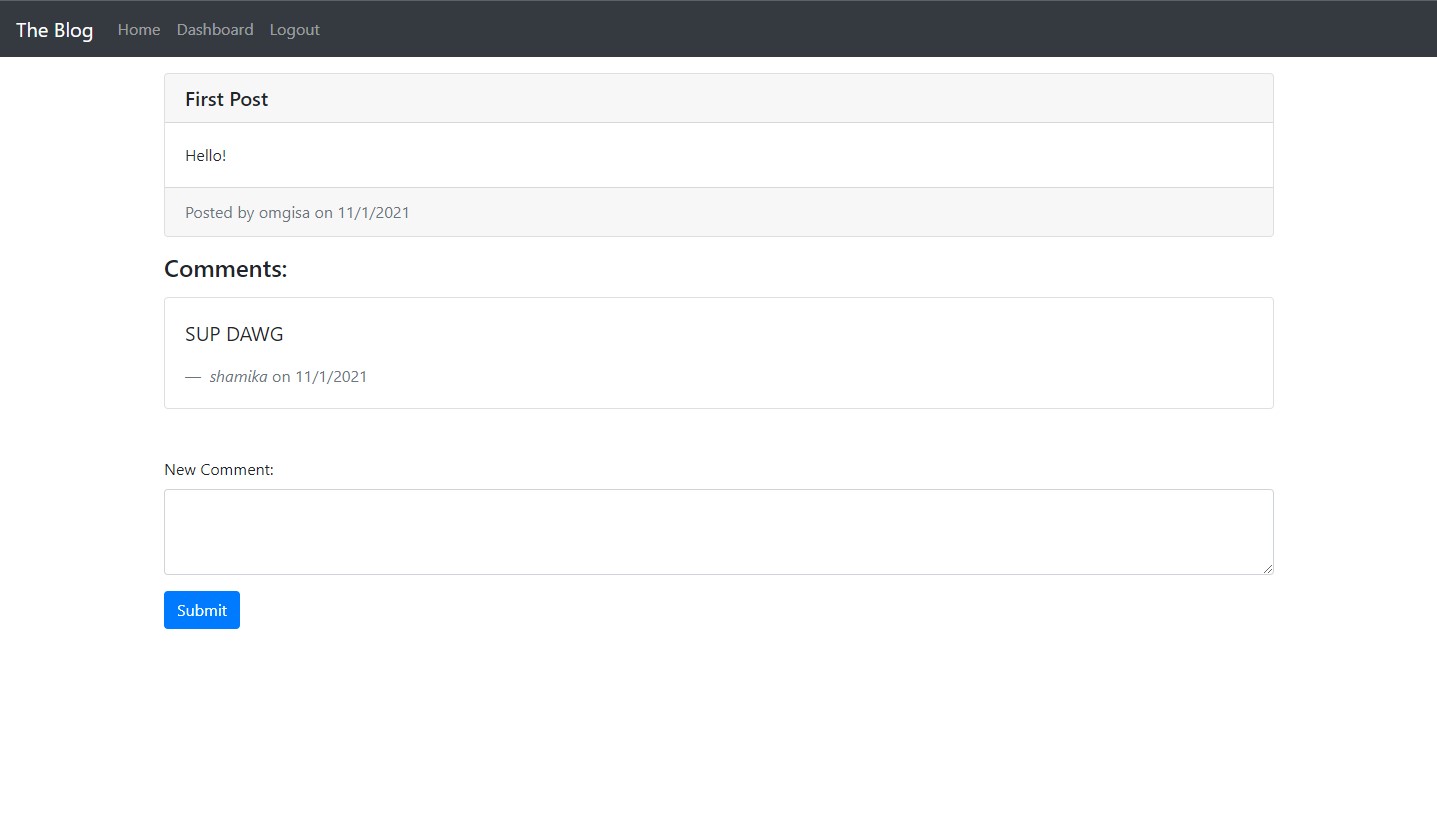 The Blog Home Dashboard Logout
First Post
Hello!
Posted by omgisa on 11/1/2021
Comments:
SUP DAWG
— shamika on 11/1/2021
New Comment:
Submit